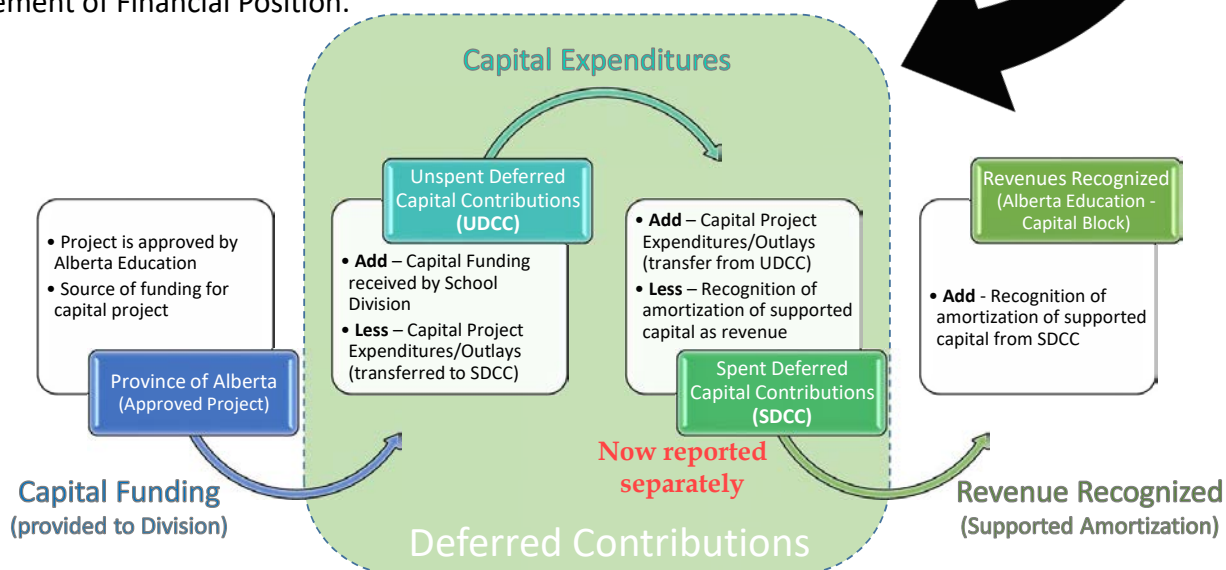 ement of Financial Position.
Capital Expenditures
Unspent Deferred
Capital Contributions
(UDCC)
Revenues Recognized
(Alberta Education -
Capital Block)
• Project is approved by
Alberta Education
• Source of funding for
capital project
Province of Alberta
(Approved Project)
• Add – Capital Funding
received by School
Division
• Less – Capital Project
Expenditures/Outlays
(transferred to SDCC)
• Add – Capital Project
Expenditures/Outlays
(transfer from UDCC)
• Less – Recognition of
amortization of supported
capital as revenue
Spent Deferred
Capital Contributions
(SDCC)
• Add - Recognition of
amortization of supported
capital from SDCC
Now reported
separately
Capital Funding
(provided to Division)
Revenue Recognized
(Supported Amortization)
Deferred Contributions